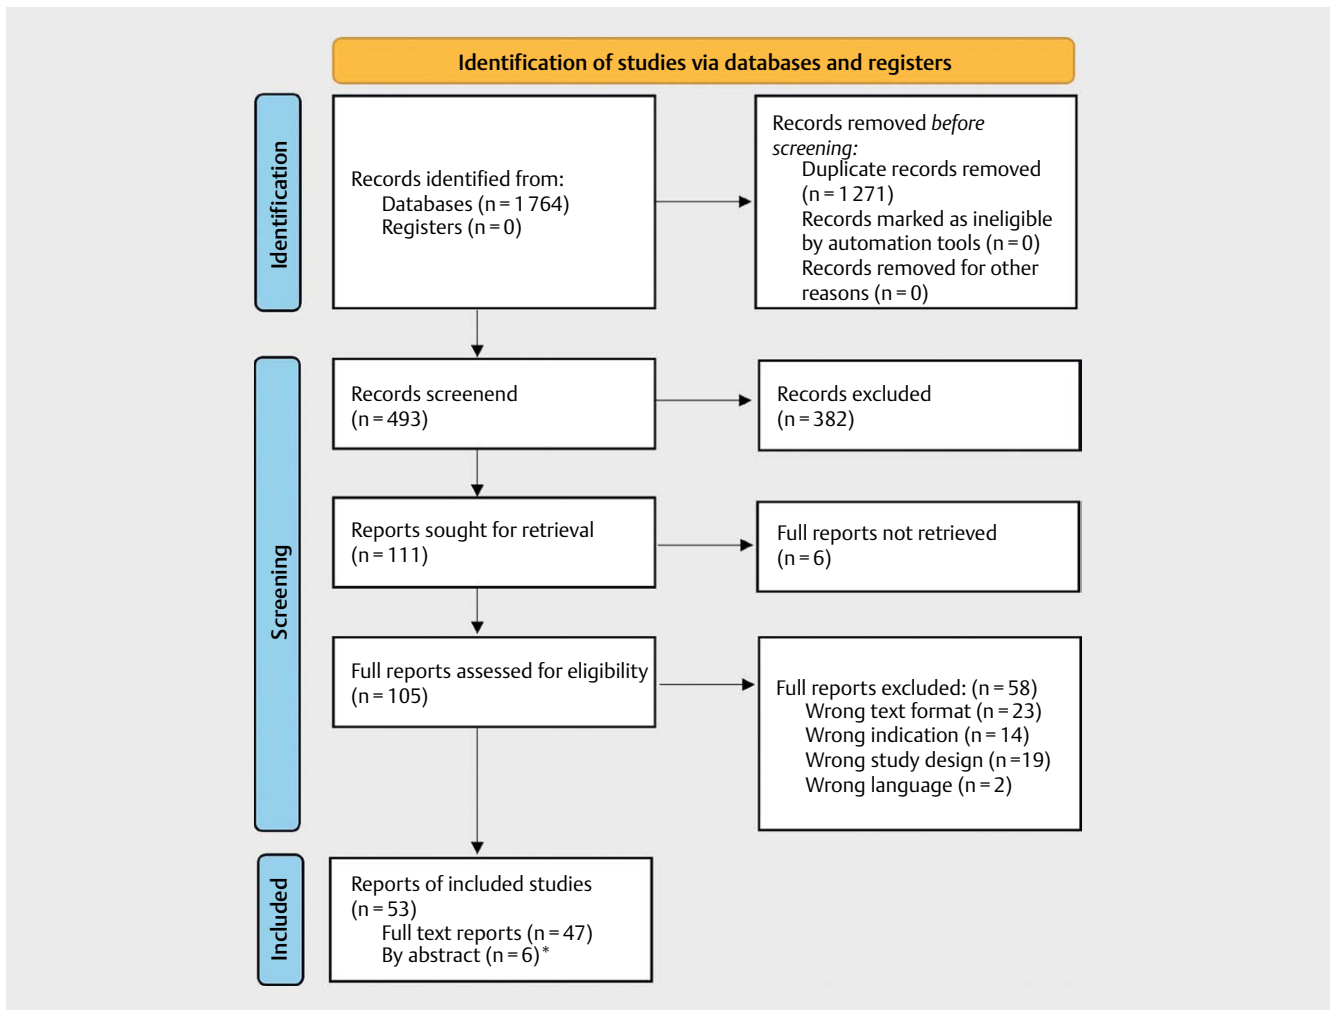 Identification of studies via databases and registers
Identification
Records identified from:
Databases (n = 1 764)
Registers (n = 0)
Records removed before
screening:
Duplicate records removed
(n = 1 271)
Records marked as ineligible
by automation tools (n = 0)
Records removed for other
reasons (n = 0)
Screening
Records screenend
(n = 493)
Records excluded
(n = 382)
Reports sought for retrieval
(n = 111)
Full reports not retrieved
(n = 6)
Full reports assessed for eligibility
(n = 105)
Full reports excluded: (n = 58)
Wrong text format (n = 23)
Wrong indication (n = 14)
Wrong study design (n =19)
Wrong language (n = 2)
Included
Reports of included studies
(n = 53)
Full text reports (n = 47)
By abstract (n = 6)*